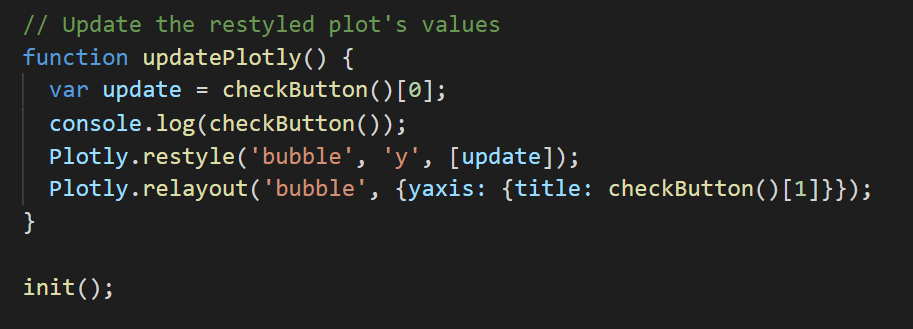 // Update the restyled plot's values
function updatePlotly() {
  var update = checkButton()[0];
  console.log(checkButton());
  Plotly.restyle('bubble', 'y', [update]);
  Plotly.relayout('bubble', {yaxis: {title: checkButton()[1]}});
}

init();